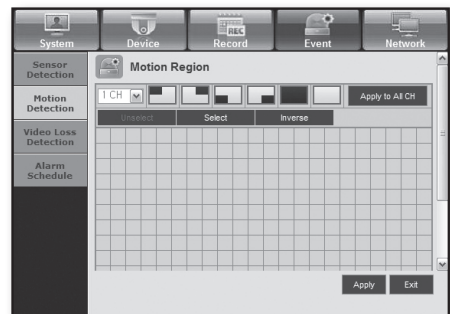 System Device Record Event Network
REC
Sensor
Detection
Motion
Detection
Video Loss
Detection
Alarm
Schedule
Motion Region
1 CH Apply to All CH
Unselect Select Inverse
Apply Exit